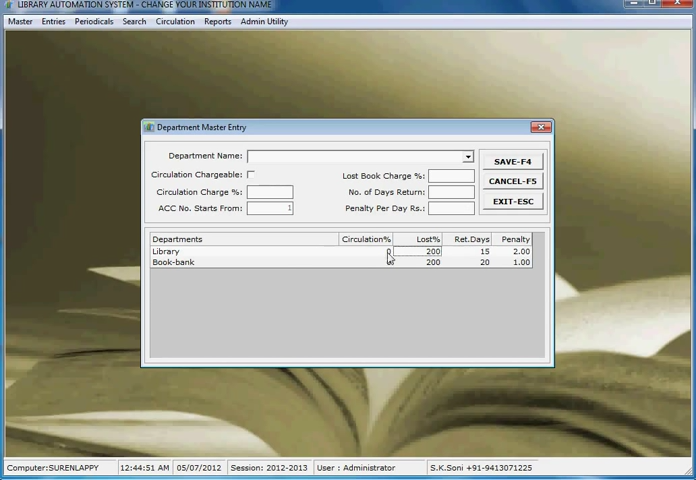 LIBRARY AUTOMATION SYSTEM - CHANGE YOUR INSTITUTION NAME
Master Entries Periodicals Search Circulation Reports Admin Utility
Department Master Entry
Department Name:
SAVE-F4
Circulation Chargeable:
Lost Book Charge %:
CANCEL-F5
Circulation Charge %:
No. of Days Return:
EXIT-ESC
ACC No. Starts From: 1
Penalty Per Day Rs.:
Departments Circulation% Lost% Ret.Days Penalty
Library 0 200 15 2.00
Book-bank 200 20 1.00
Computer:SURENLAPPY 12:44:51 AM 05/07/2012 Session: 2012-2013 User : Administrator S.K.Soni +91-9413071225